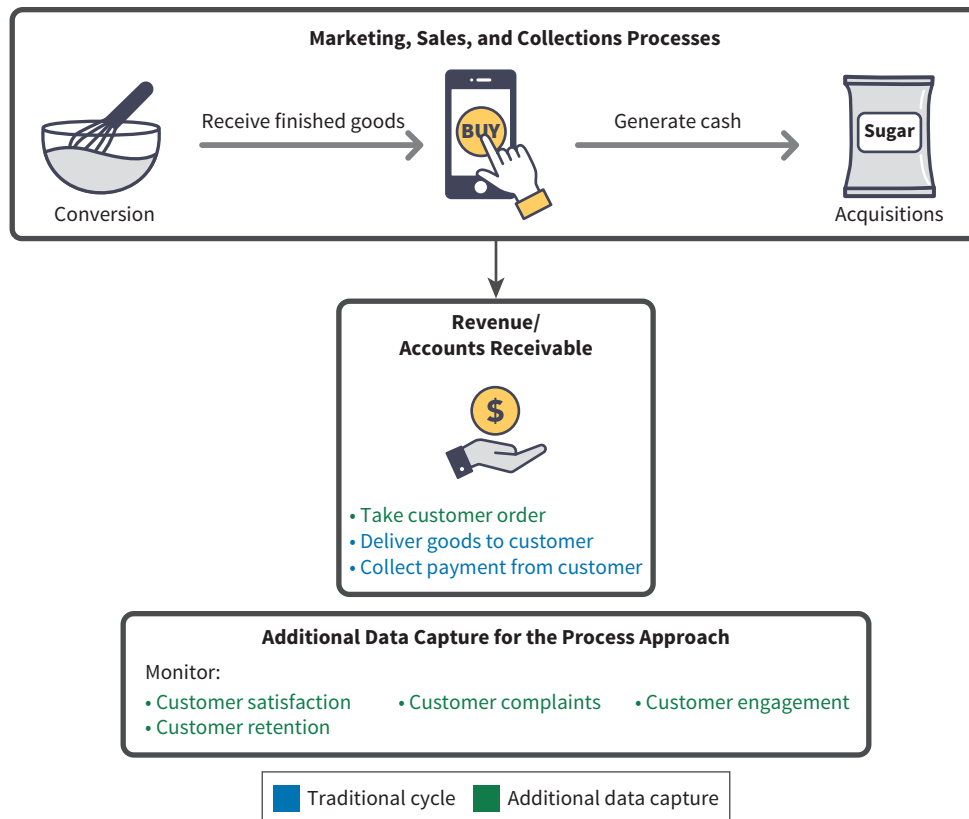 Marketing, Sales, and Collections Processes
Receive finished goods
BUY
Generate cash
Sugar
Conversion
Acquisitions
Revenue/
Accounts Receivable
$
• Take customer order
• Deliver goods to customer
• Collect payment from customer
Additional Data Capture for the Process Approach
Monitor:
• Customer satisfaction • Customer complaints • Customer engagement
• Customer retention
Traditional cycle Additional data capture